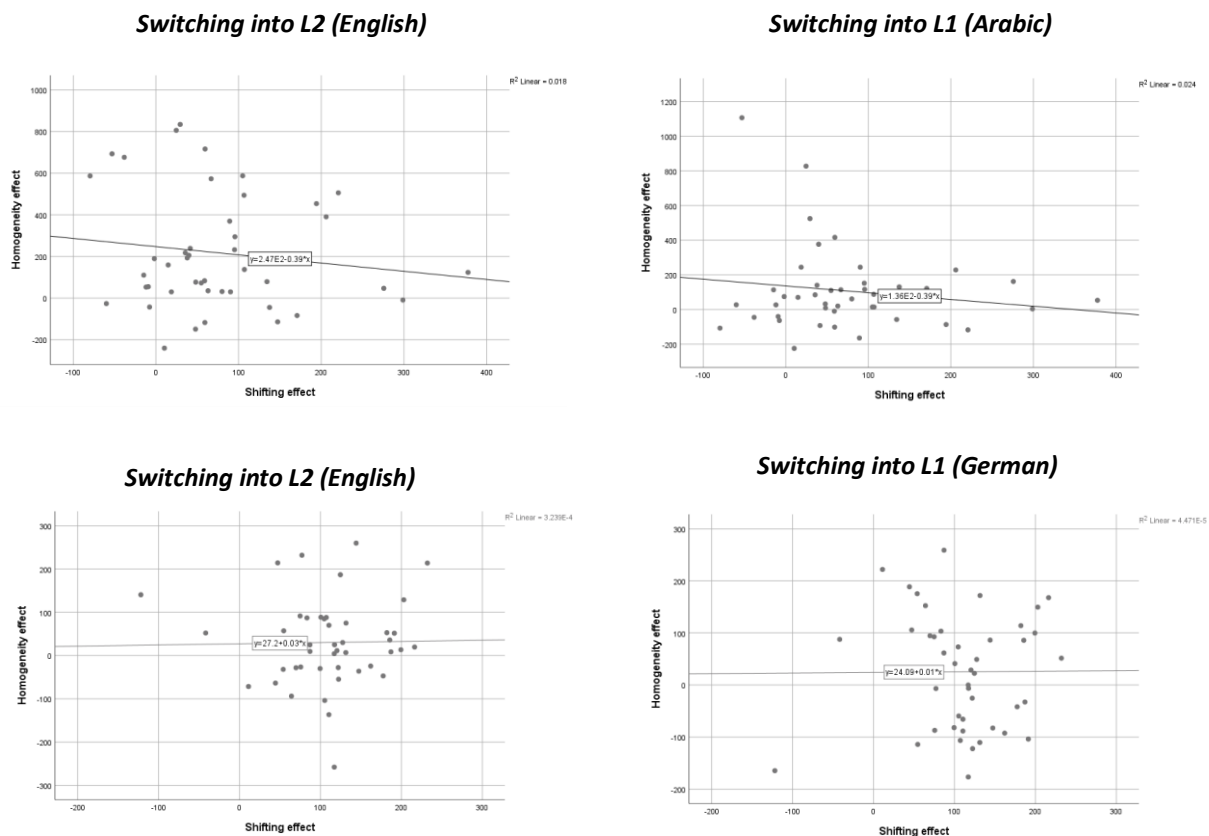 Switching into L2 (English)
Switching into L1 (Arabic)
R² Linear = 0.018
1000
800
600
400
200
0
-200
Homogeneity effect
y=2.47E2-0.39*x
-100 0 100 200 300 400
Shifting effect
R² Linear = 0.024
1200
1000
800
600
400
200
0
-200
Homogeneity effect
y=1.36E2-0.39*x
-100 0 100 200 300 400
Shifting effect
Switching into L2 (English)
Switching into L1 (German)
R² Linear = 3.239E-4
300
200
100
0
-100
-200
-300
Homogeneity effect
y=27.2+0.03*x
-200 -100 0 100 200 300
Shifting effect
R² Linear = 4.471E-5
300
200
100
0
-100
-200
Homogeneity effect
y=24.09+0.01*x
-200 -100 0 100 200 300
Shifting effect